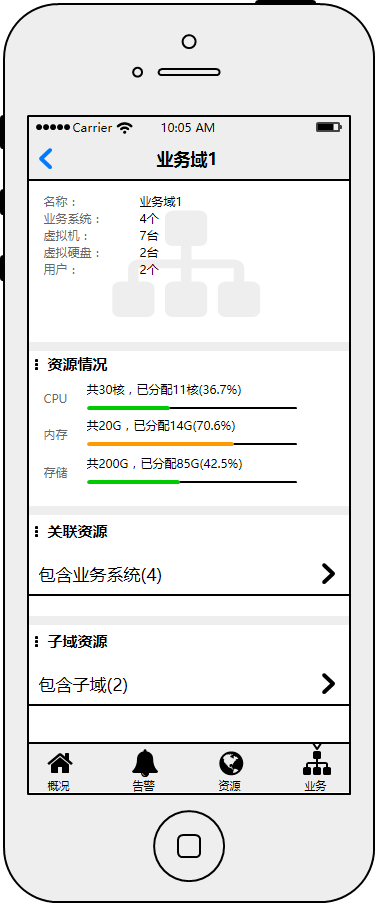 Carrier 10:05 AM
业务域1
名称： 业务域1
业务系统： 4个
虚拟机： 7台
虚拟硬盘： 2台
用户： 2个
资源情况
CPU 共30核，已分配11核(36.7%)
内存 共20G，已分配14G(70.6%)
存储 共200G，已分配85G(42.5%)
关联资源
包含业务系统(4)
子域资源
包含子域(2)
概况 告警 资源 业务